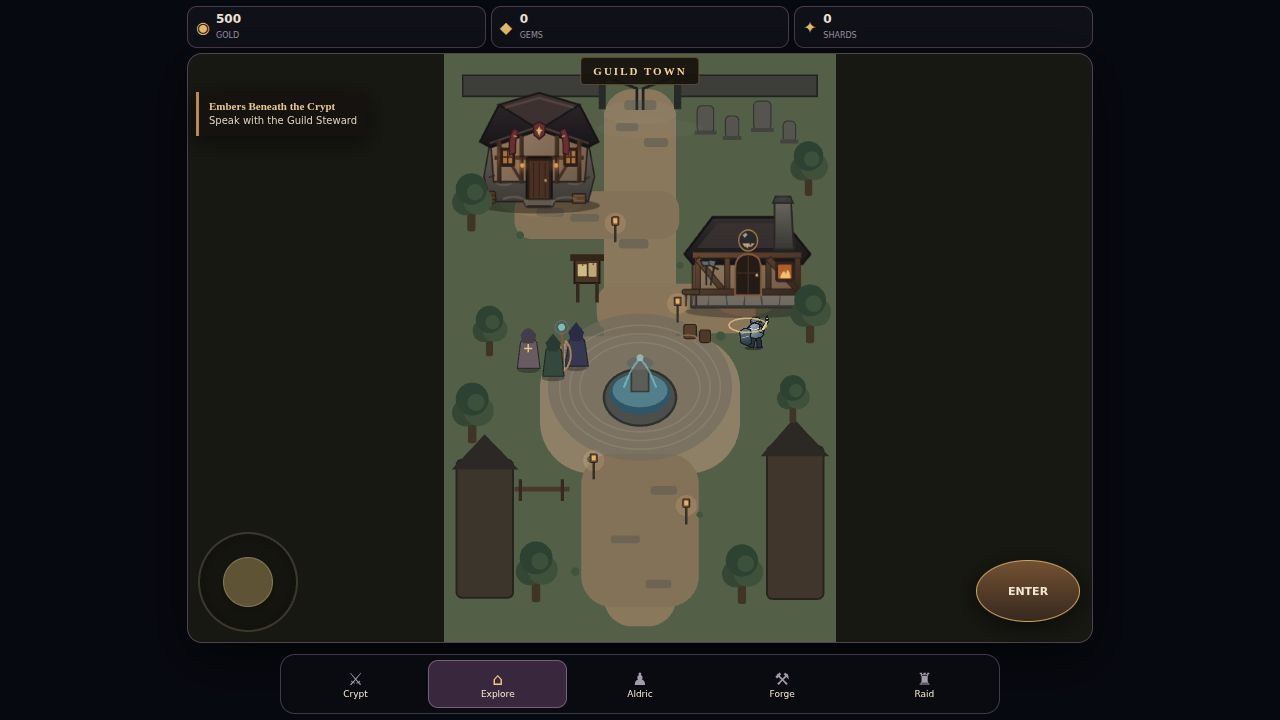 500
GOLD
0
GEMS
0
SHARDS
GUILD TOWN
Embers Beneath the Crypt
Speak with the Guild Steward
ENTER
Crypt
Explore
Aldric
Forge
Raid